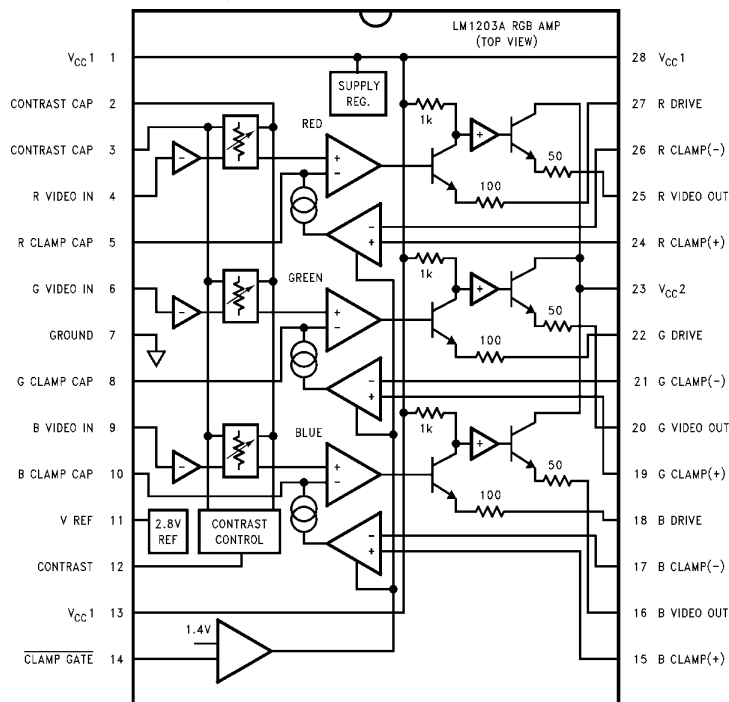 LM1203A RGB AMP
(TOP VIEW)
VCC1 1
CONTRAST CAP 2
CONTRAST CAP 3
R VIDEO IN 4
R CLAMP CAP 5
G VIDEO IN 6
GROUND 7
G CLAMP CAP 8
B VIDEO IN 9
B CLAMP CAP 10
V REF 11
CONTRAST 12
VCC1 13
CLAMP GATE 14
SUPPLY
REG.
RED
-
+
-
-
+
1k
+
50
100
GREEN
-
+
-
-
+
1k
+
50
100
BLUE
-
+
-
-
+
1k
+
50
100
2.8V
REF
CONTRAST
CONTROL
1.4V
28 VCC1
27 R DRIVE
26 R CLAMP(-)
25 R VIDEO OUT
24 R CLAMP(+)
23 VCC2
22 G DRIVE
21 G CLAMP(-)
20 G VIDEO OUT
19 G CLAMP(+)
18 B DRIVE
17 B CLAMP(-)
16 B VIDEO OUT
15 B CLAMP(+)